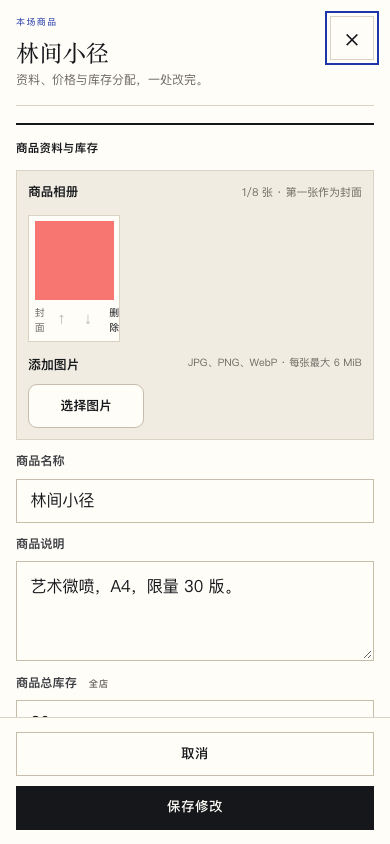 本场商品
林间小径
资料、价格与库存分配，一处改完。
商品资料与库存
商品相册
1/8 张 · 第一张作为封面
封面
↑
↓
删除
添加图片
JPG、PNG、WebP · 每张最大 6 MiB
选择图片
商品名称
林间小径
商品说明
艺术微喷，A4，限量 30 版。
商品总库存 全店
取消
保存修改